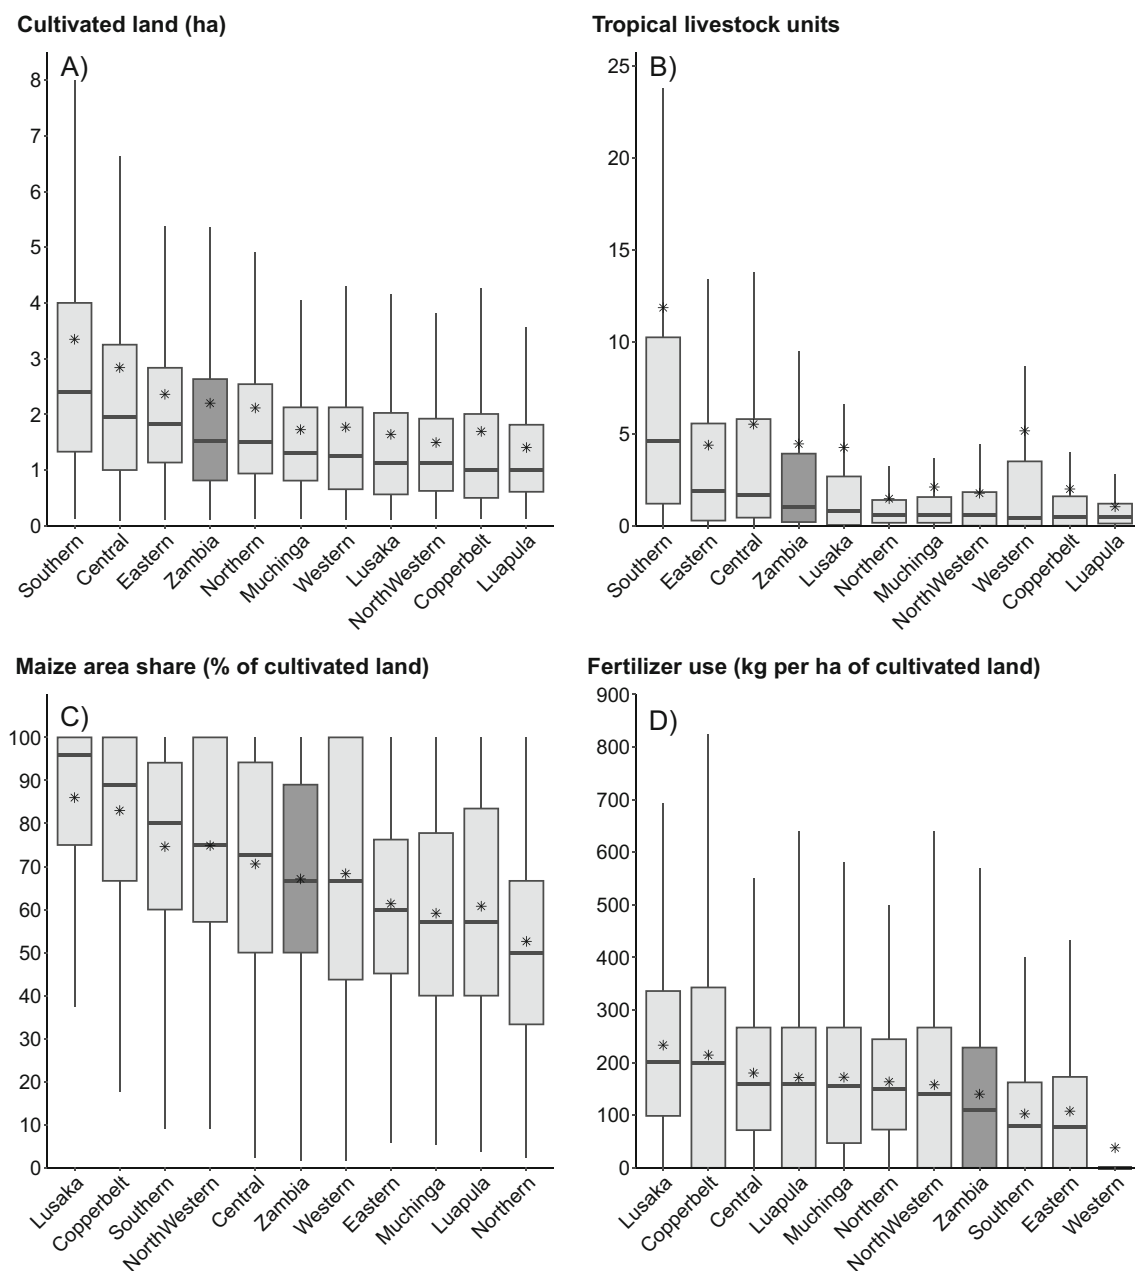 Cultivated land (ha)
A)
8
7
6
5
4
3
2
1
0
Southern
Central
Eastern
Zambia
Northern
Muchinga
Western
Lusaka
NorthWestern
Copperbelt
Luapula
Tropical livestock units
B)
25
20
15
10
5
0
Southern
Eastern
Central
Zambia
Lusaka
Northern
Muchinga
NorthWestern
Western
Copperbelt
Luapula
Maize area share (% of cultivated land)
C)
100
90
80
70
60
50
40
30
20
10
0
Lusaka
Copperbelt
Southern
NorthWestern
Central
Zambia
Western
Eastern
Muchinga
Luapula
Northern
Fertilizer use (kg per ha of cultivated land)
D)
900
800
700
600
500
400
300
200
100
0
Lusaka
Copperbelt
Central
Luapula
Muchinga
Northern
NorthWestern
Zambia
Southern
Eastern
Western